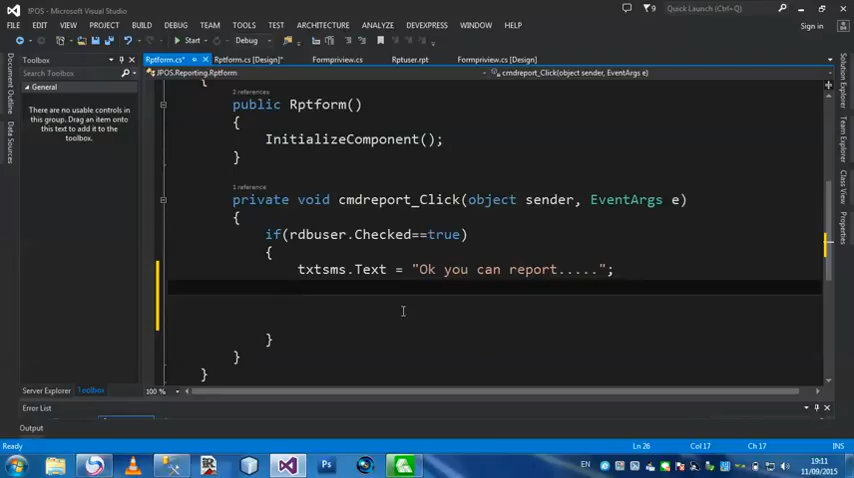 JPOS - Microsoft Visual Studio
9
Quick Launch (Ctrl+Q)
FILE EDIT VIEW PROJECT BUILD DEBUG TEAM TOOLS TEST ARCHITECTURE ANALYZE DEVEXPRESS WINDOW HELP
Sign in
Start Debug
Toolbox
Rptform.cs* Rptform.cs [Design]* Formpriview.cs Rptuser.rpt Formpriview.cs [Design]
Search Toolbox
JPOS.Reporting.Rptform
cmdreport_Click(object sender, EventArgs e)
General
There are no usable controls in
this group. Drag an item onto
this text to add it to the
toolbox.
Document Outline
Data Sources
Solution Explorer
Team Explorer
Class View
Properties
{
2 references
public Rptform()
{
InitializeComponent();
}
1 reference
private void cmdreport_Click(object sender, EventArgs e)
{
if(rdbuser.Checked==true)
{
txtsms.Text = "Ok you can report.....";
}
}
}
100 %
Server Explorer Toolbox
Error List
Output
Ready
Ln 26 Col 17 Ch 17 INS
EN
19:11
11/09/2015